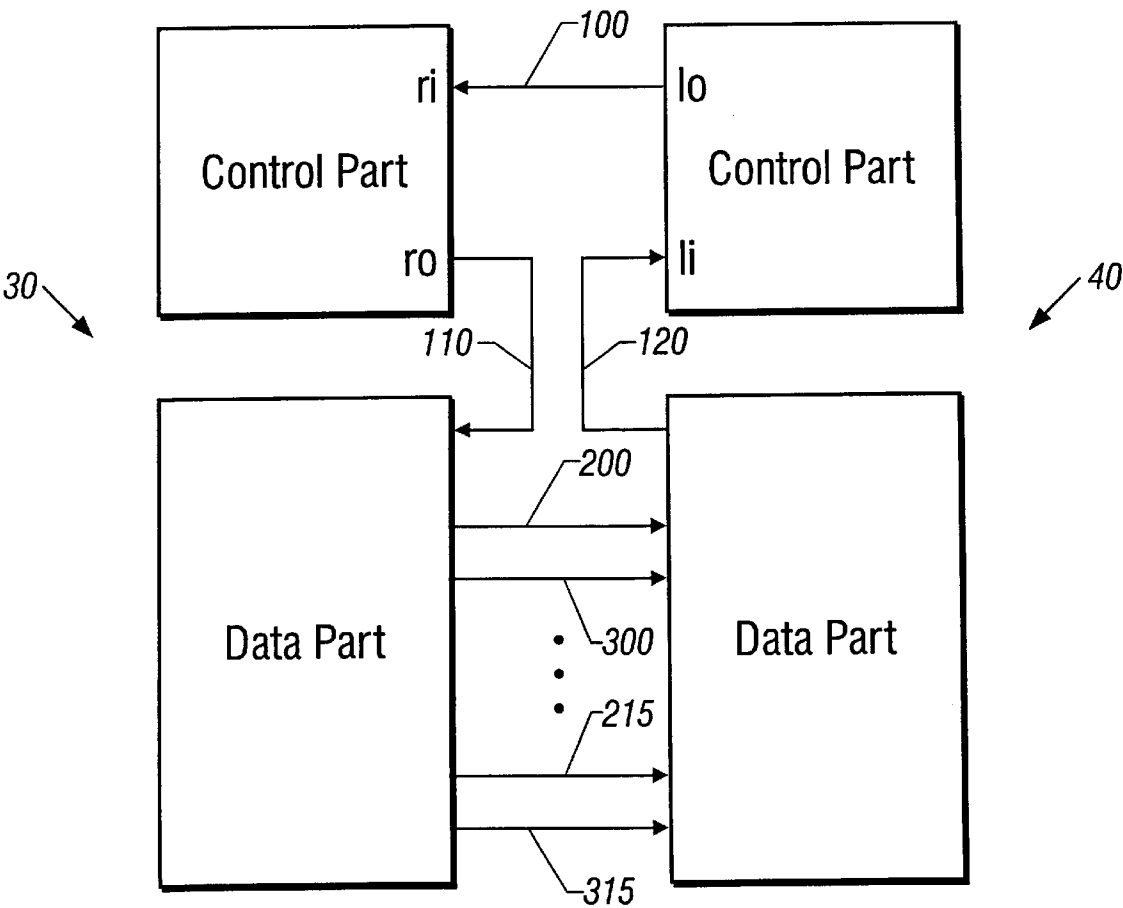 100
ri
lo
Control Part
Control Part
ro
li
30
40
110
120
200
Data Part
300
Data Part
215
315